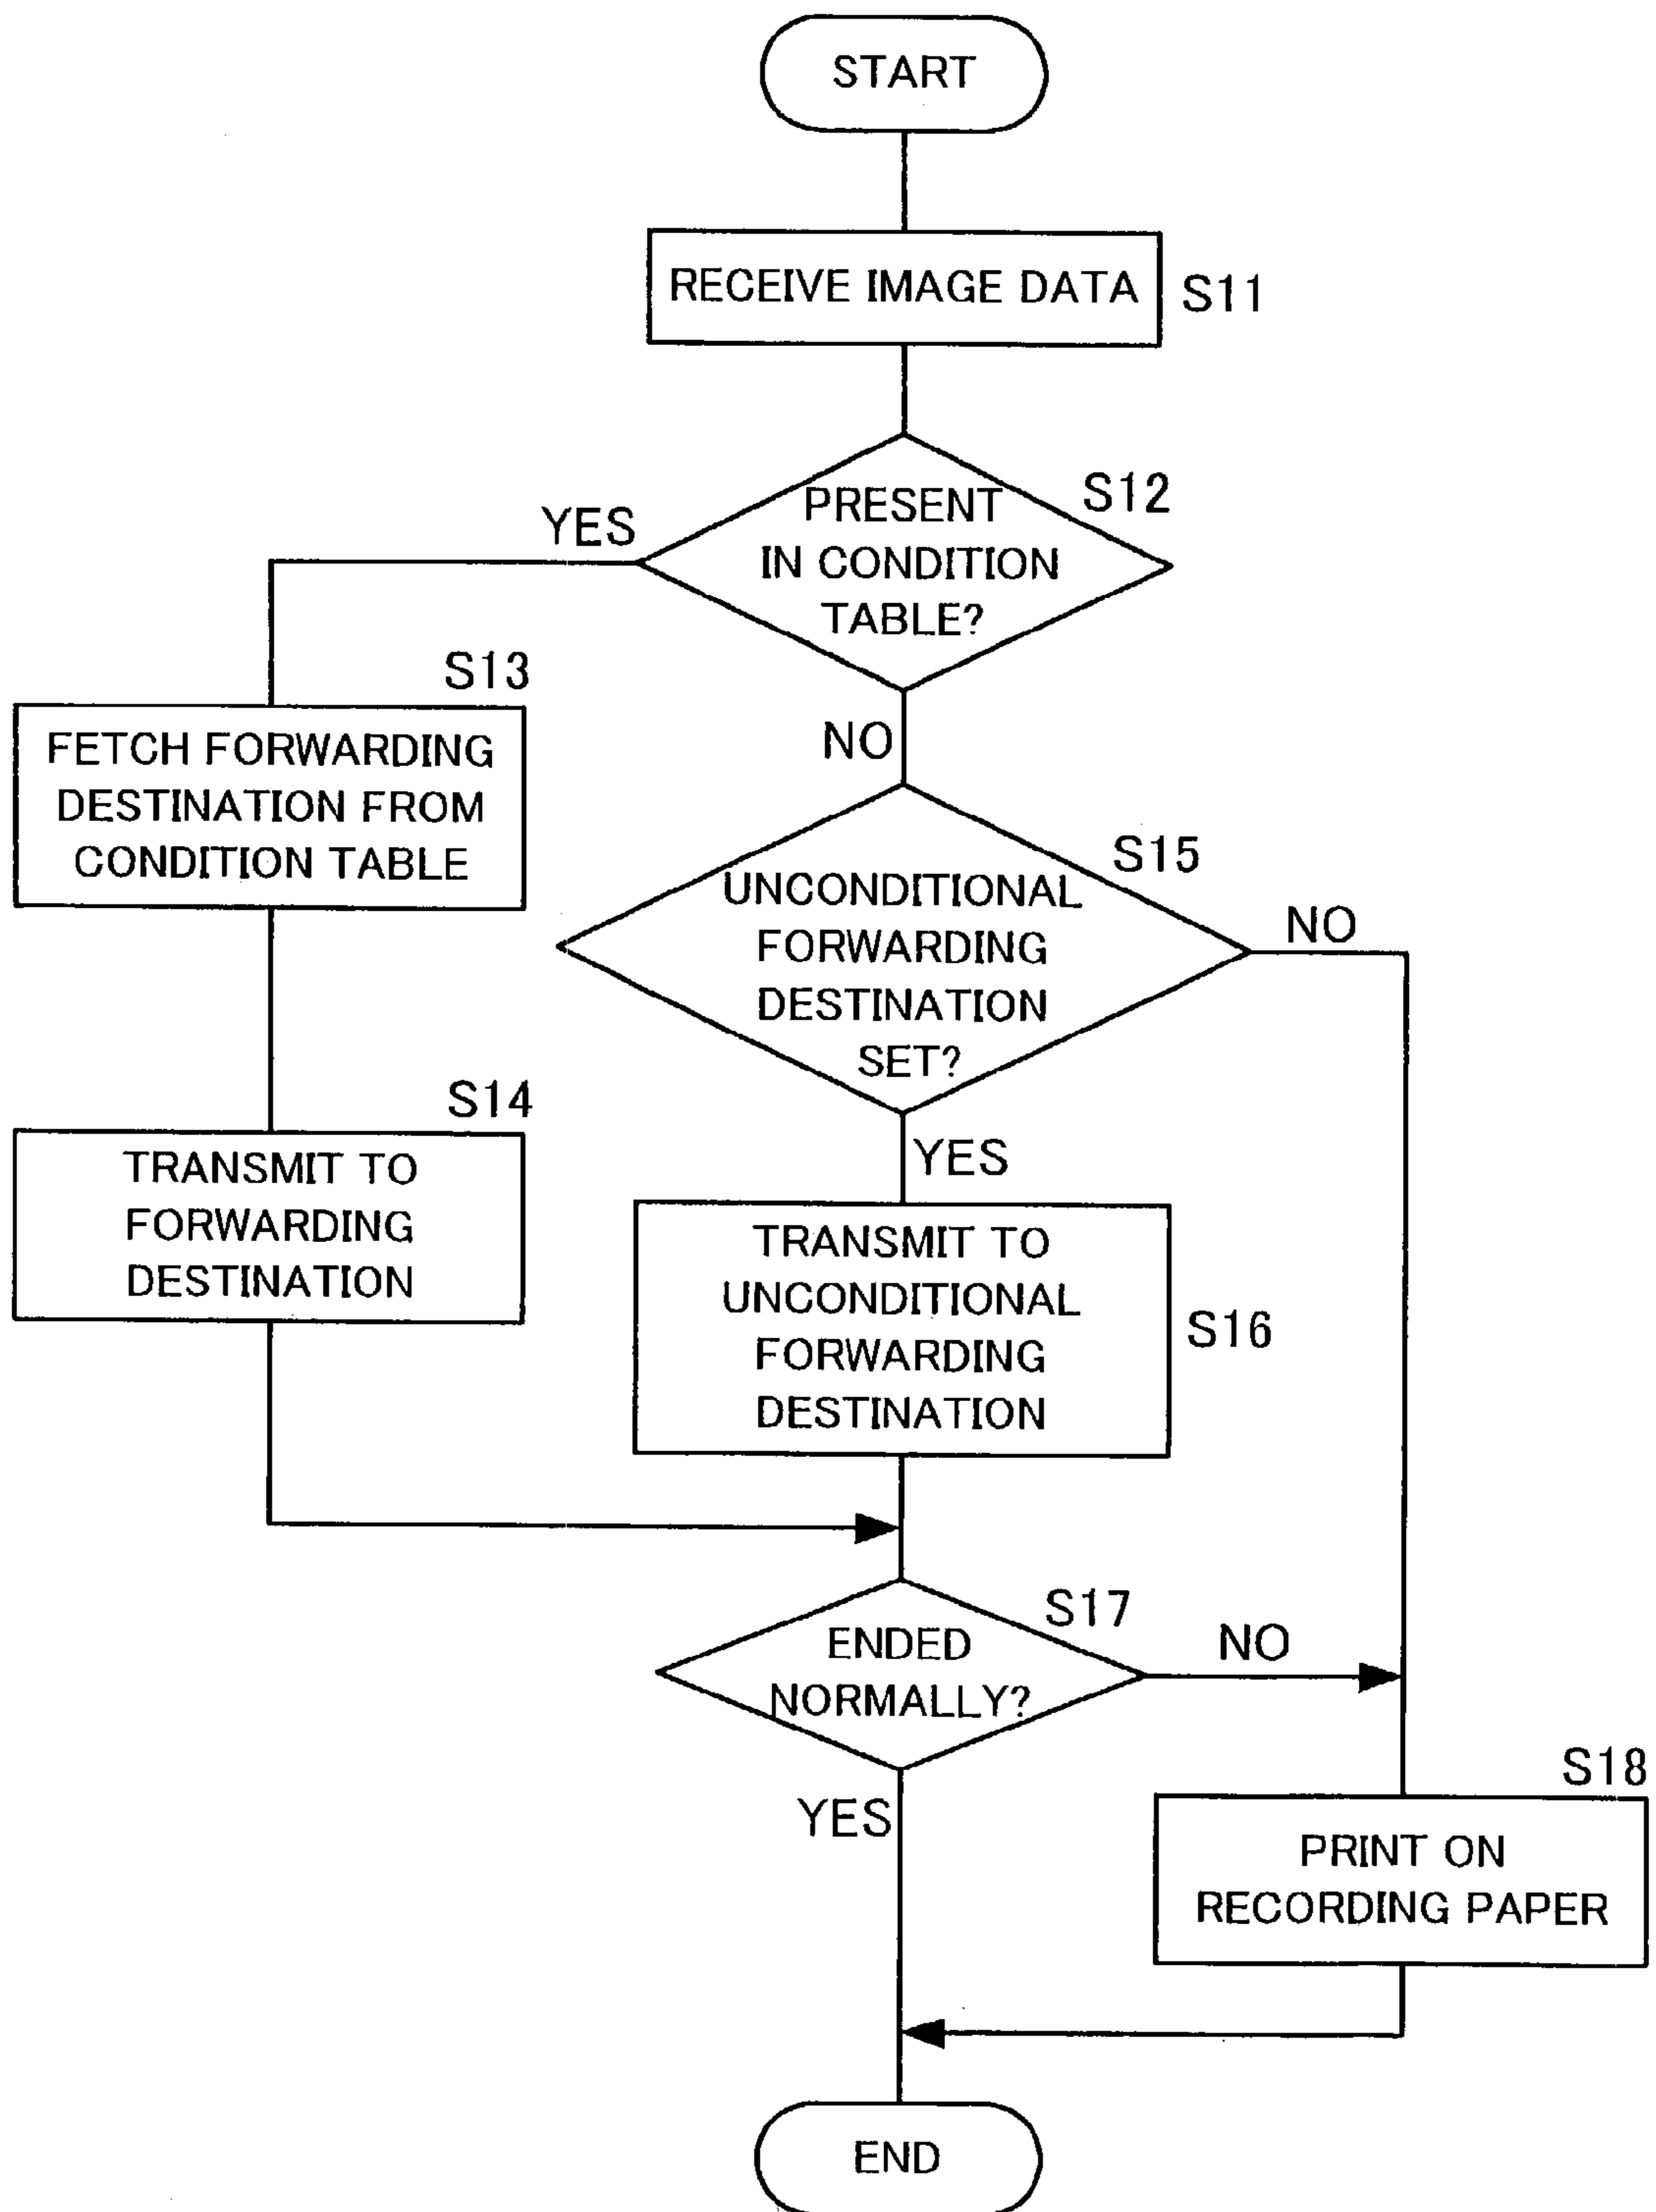 START
RECEIVE IMAGE DATA
S11
PRESENT
IN CONDITION
TABLE?
S12
YES
NO
S13
FETCH FORWARDING
DESTINATION FROM
CONDITION TABLE
S14
TRANSMIT TO
FORWARDING
DESTINATION
S15
UNCONDITIONAL
FORWARDING
DESTINATION
SET?
NO
YES
TRANSMIT TO
UNCONDITIONAL
FORWARDING
DESTINATION
S16
S17
ENDED
NORMALLY?
NO
YES
S18
PRINT ON
RECORDING PAPER
END